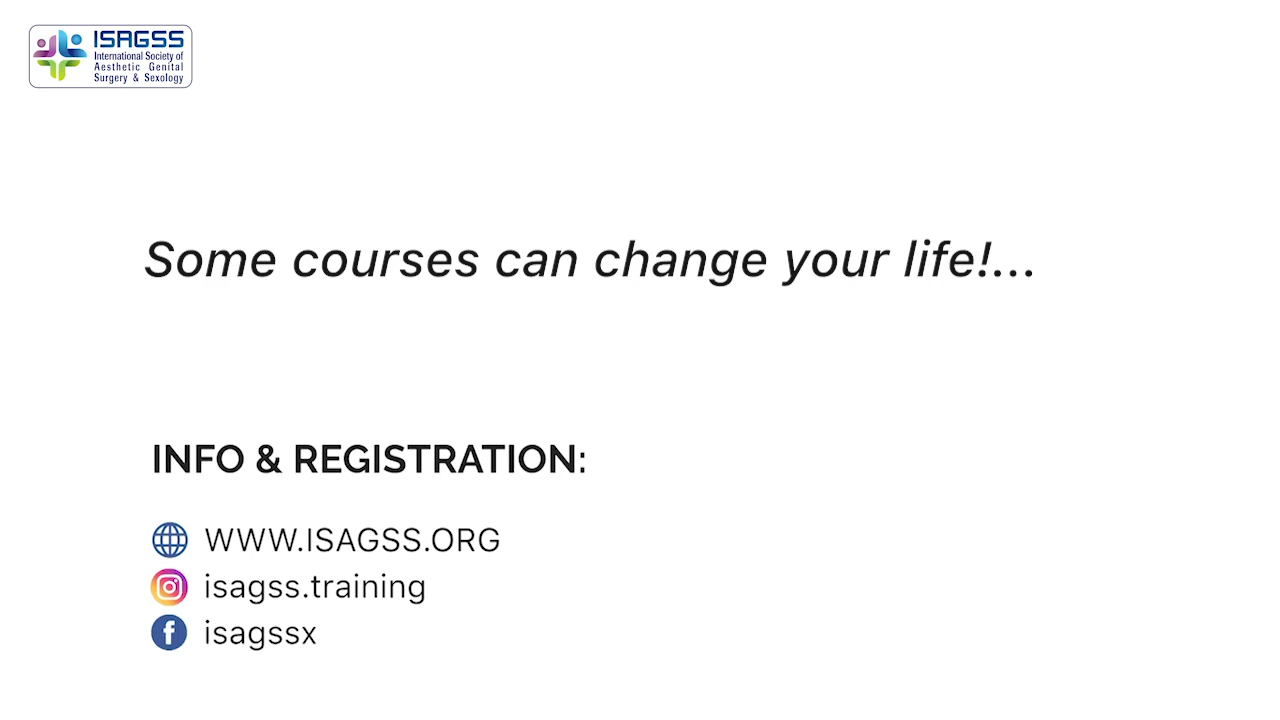 ISAGSS
International Society of
Aesthetic Genital
Surgery & Sexology
Some courses can change your life!...
INFO & REGISTRATION:
WWW.ISAGSS.ORG
isagss.training
isagssx